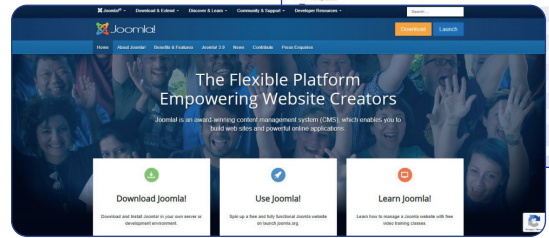 Joomla!® Download & Extend Discover & Learn Community & Support Developer Resources Search ...
Joomla! Download Launch
Home About Joomla! Benefits & Features Joomla! 3.9 News Contribute Press Enquiries
The Flexible Platform
Empowering Website Creators
Joomla! is an award-winning content management system (CMS), which enables you to
build web sites and powerful online applications.
Download Joomla! Use Joomla! Learn Joomla!
Download and install Joomla! in your own server or Spin up a free and fully functional Joomla website Learn how to manage a Joomla website with free
development environment. on launch.joomla.org. video training classes.